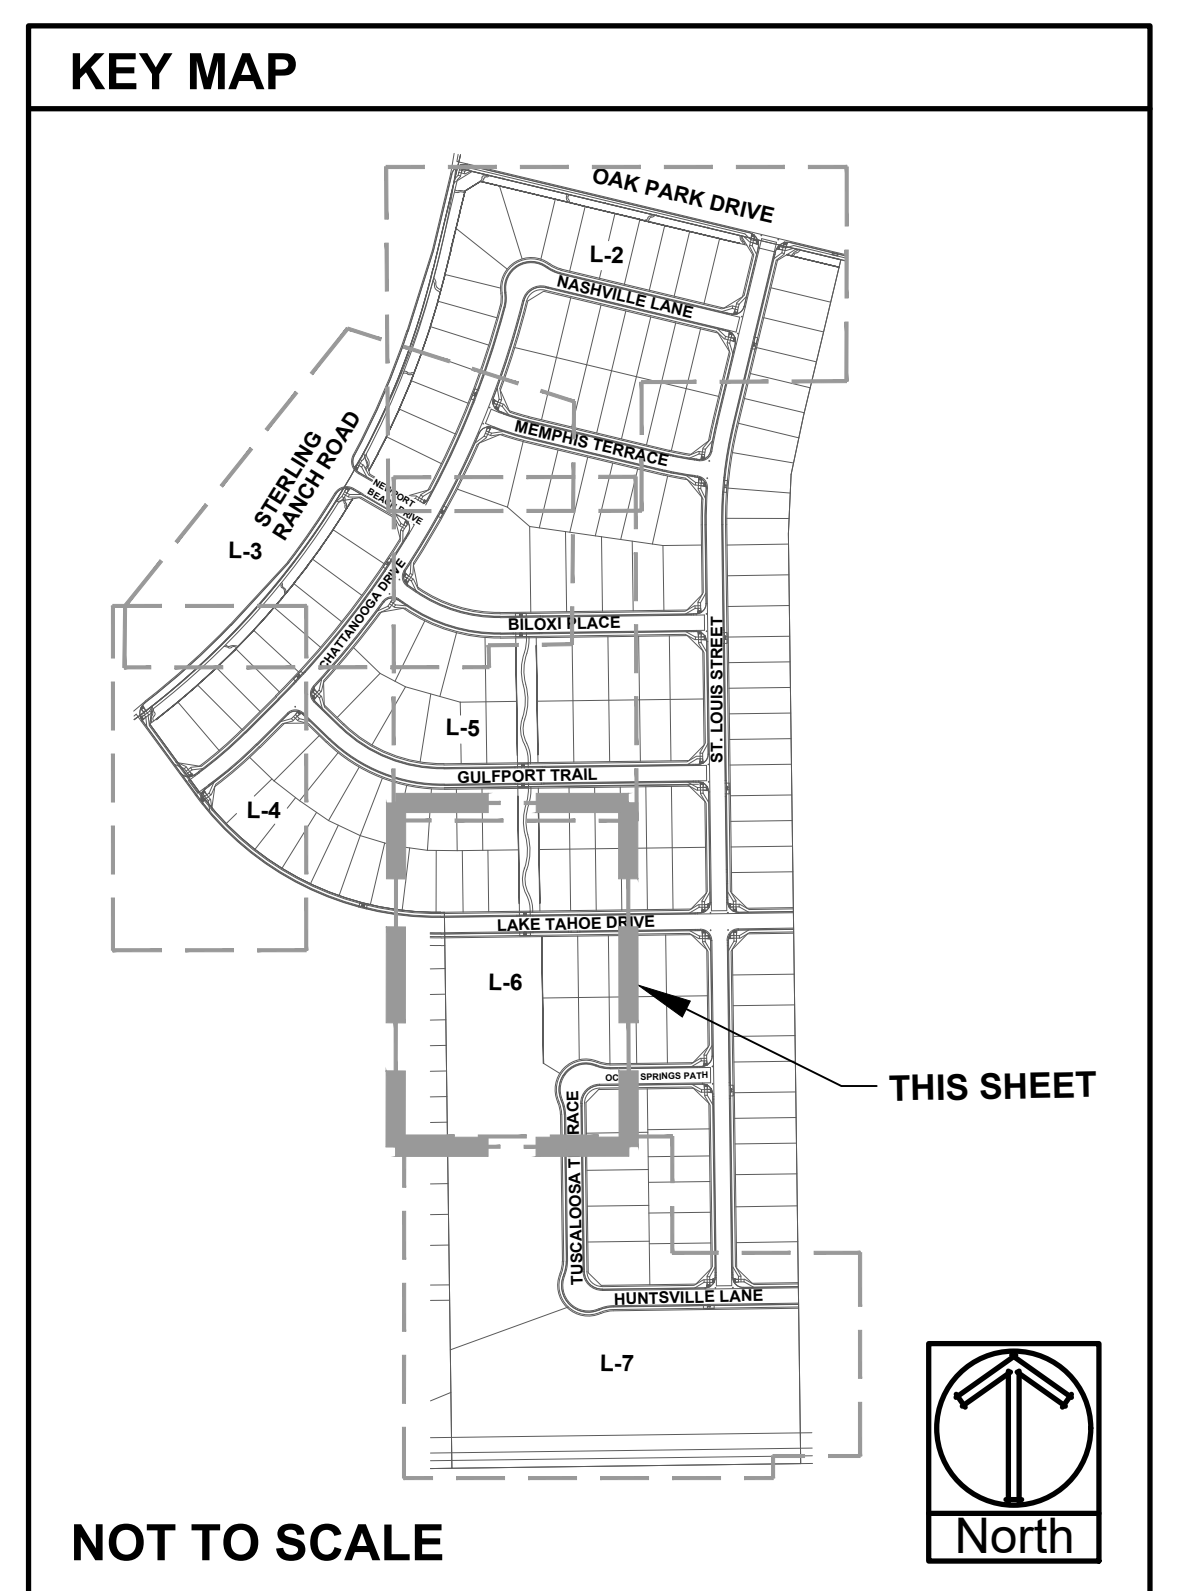 KEY MAP
OAK PARK DRIVE
L-2
NASHVILLE LANE
MEMPHIS TERRACE
STERLING
RANCH ROAD
NEWPORT
BEACH DRIVE
L-3
CHATTANOOGA DRIVE
BILOXI PLACE
ST. LOUIS STREET
L-5
GULFPORT TRAIL
L-4
LAKE TAHOE DRIVE
L-6
THIS SHEET
SPRINGS PATH
TUSCALOOSA
HUNTSVILLE LANE
L-7
NOT TO SCALE
North